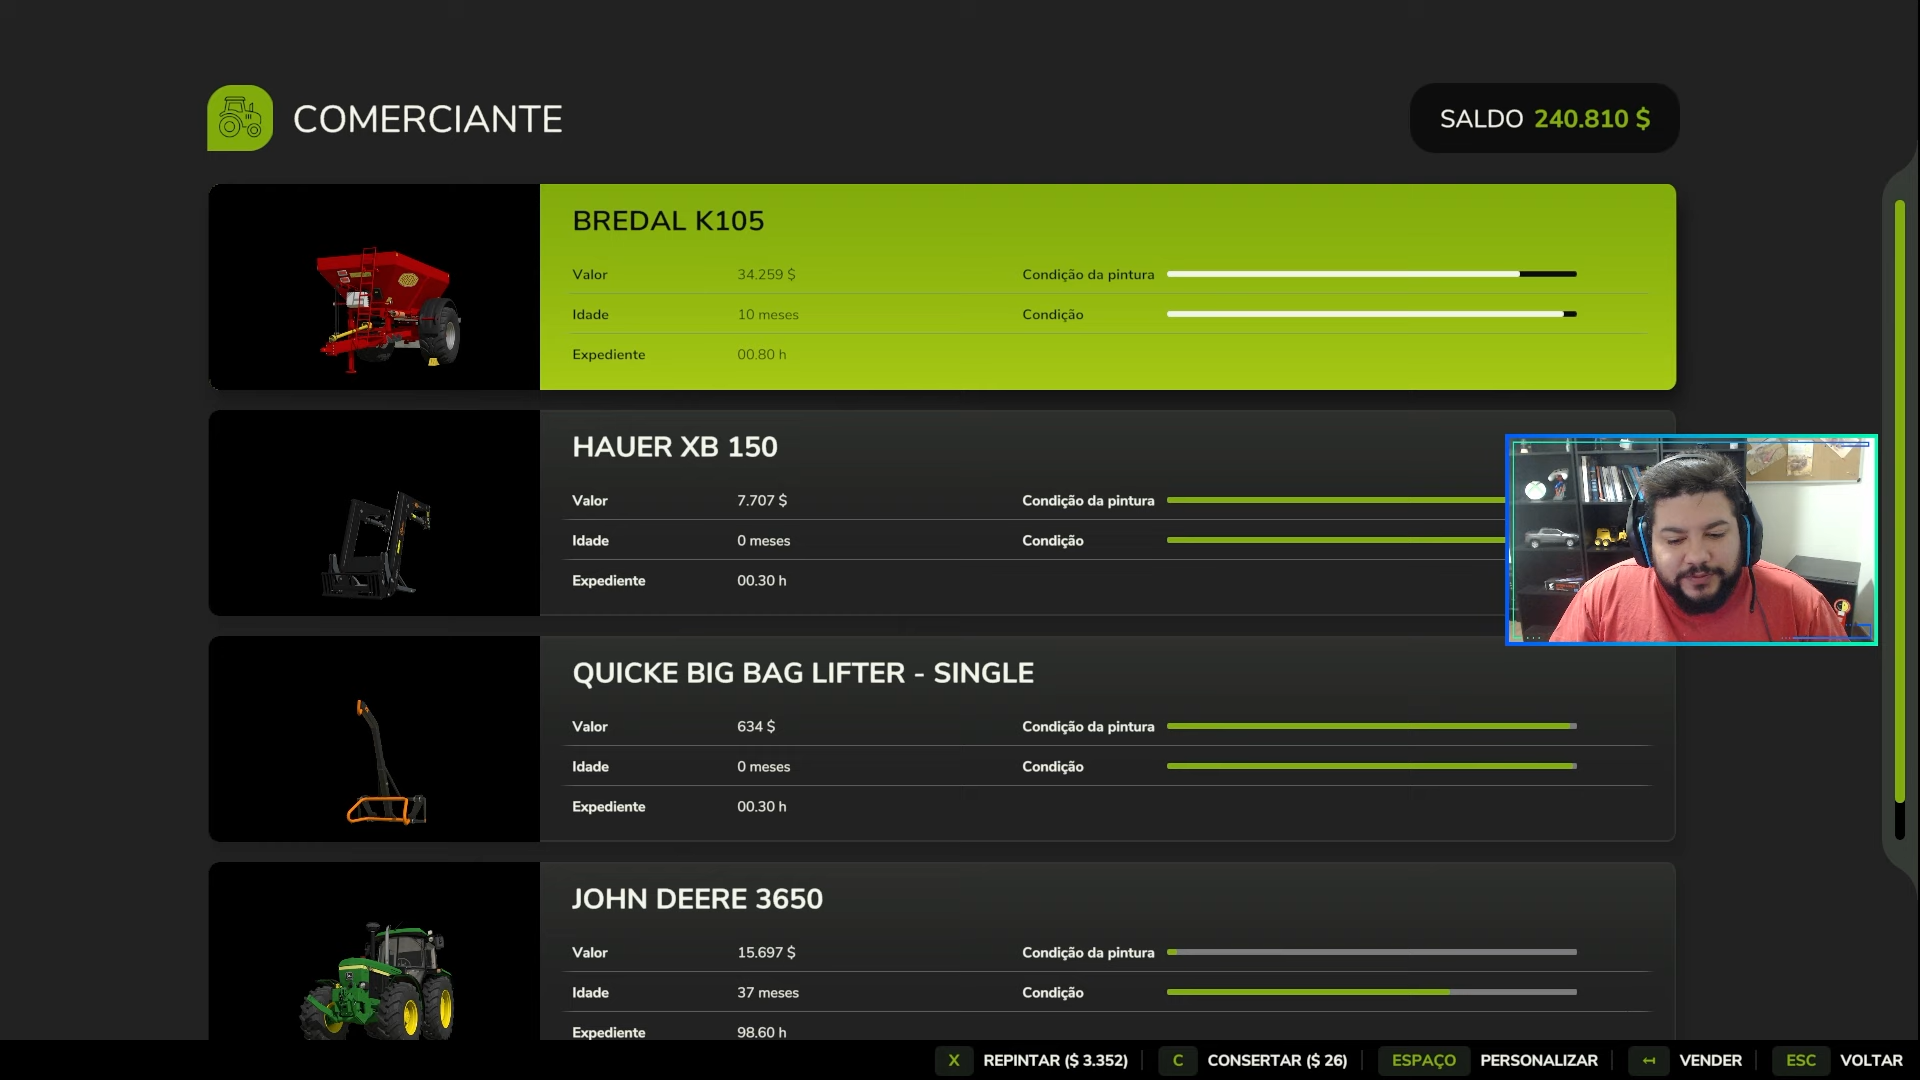 COMERCIANTE
SALDO 240.810 $
BREDAL K105
Valor 34.259 $ Condição da pintura
Idade 10 meses Condição
Expediente 00.80 h
HAUER XB 150
Valor 7.707 $ Condição da pintura
Idade 0 meses Condição
Expediente 00.30 h
QUICKE BIG BAG LIFTER - SINGLE
Valor 634 $ Condição da pintura
Idade 0 meses Condição
Expediente 00.30 h
JOHN DEERE 3650
Valor 15.697 $ Condição da pintura
Idade 37 meses Condição
Expediente 98.60 h
X REPINTAR ($ 3.352) C CONSERTAR ($ 26) ESPAÇO PERSONALIZAR ↔ VENDER ESC VOLTAR